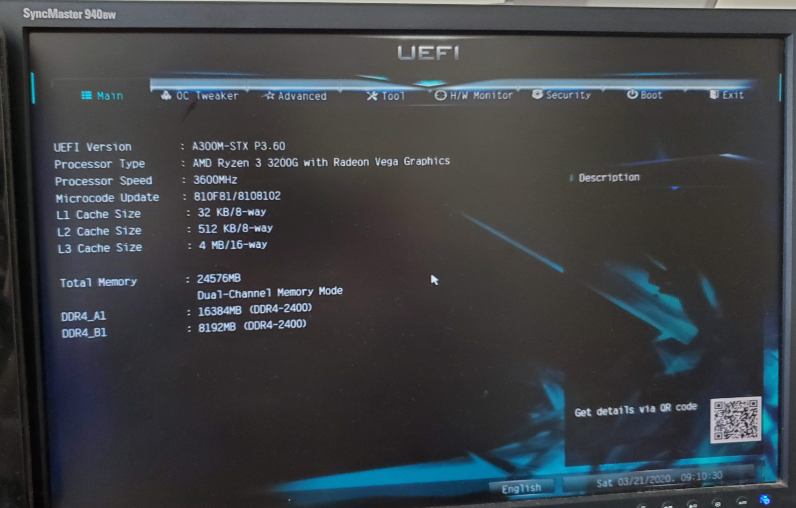 SyncMaster 940BW
UEFI
Main OC Tweaker Advanced Tool H/W Monitor Security Boot Exit
UEFI Version : A300M-STX P3.60
Processor Type : AMD Ryzen 3 3200G with Radeon Vega Graphics
Processor Speed : 3600MHz
Microcode Update : 810F81/8108102
L1 Cache Size : 32 KB/8-way
L2 Cache Size : 512 KB/8-way
L3 Cache Size : 4 MB/16-way
Total Memory : 24576MB
Dual-Channel Memory Mode
DDR4_A1 : 16384MB (DDR4-2400)
DDR4_B1 : 8192MB (DDR4-2400)
Description
Get details via QR code
English
Sat 03/21/2020. 09:10:30